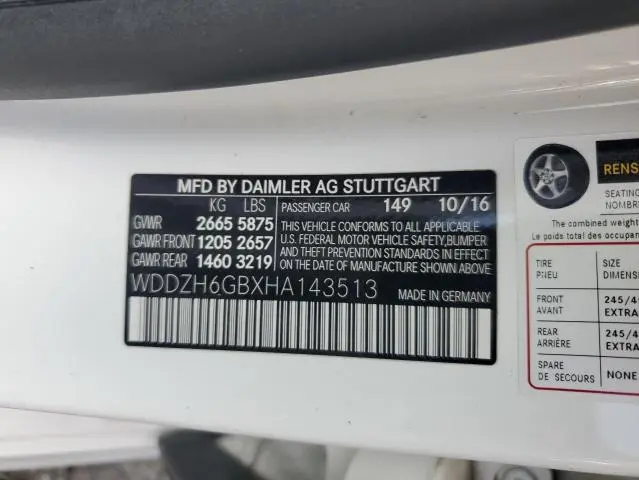 MFD BY DAIMLER AG STUTTGART
KG LBS
PASSENGER CAR 149 10/16
GVWR 2665 5875
GAWR FRONT 1205 2657
GAWR REAR 1460 3219
THIS VEHICLE CONFORMS TO ALL APPLICABLE
U.S. FEDERAL MOTOR VEHICLE SAFETY, BUMPER
AND THEFT PREVENTION STANDARDS IN EFFECT
ON THE DATE OF MANUFACTURE SHOWN ABOVE.
WDDZH6GBXHA143513 MADE IN GERMANY
RENS
SEATING
NOMBR
The combined weight
Le poids total des occupan
TIRE SIZE
PNEU DIMENS
FRONT 245/4
AVANT EXTRA
REAR 245/4
ARRIÈRE EXTRA
SPARE NONE
DE SECOURS